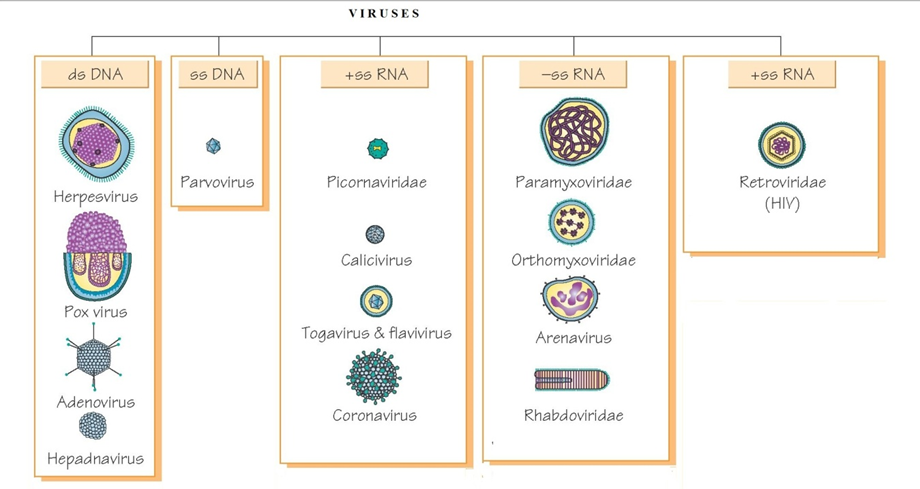 VIRUSES
ds DNA
Herpesvirus
Pox virus
Adenovirus
Hepadnavirus
ss DNA
Parvovirus
+ss RNA
Picornaviridae
Calicivirus
Togavirus & flavivirus
Coronavirus
–ss RNA
Paramyxoviridae
Orthomyxoviridae
Arenavirus
Rhabdoviridae
+ss RNA
Retroviridae
(HIV)